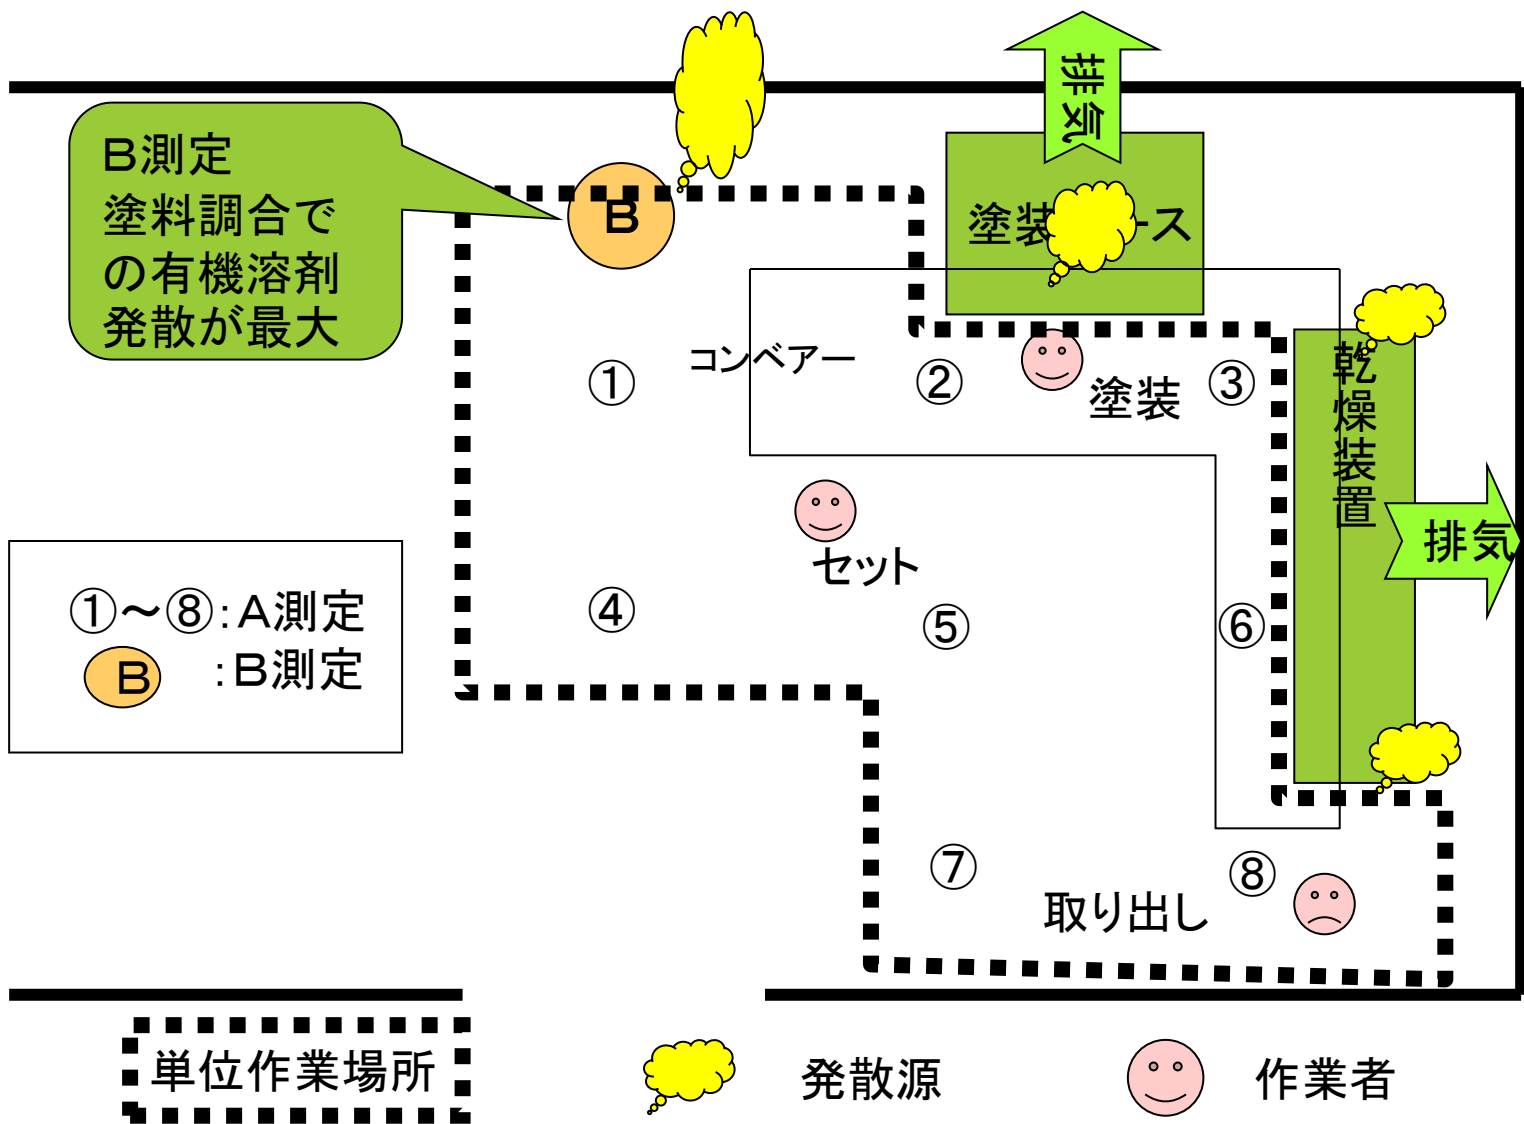 排気
B測定
塗料調合で
の有機溶剤
発散が最大
B
塗装ース
コンベアー
①
②
塗装
③
乾燥装置
排気
セット
①~⑧:A測定
B :B測定
④
⑤
⑥
⑦
⑧
取り出し
単位作業場所
発散源
作業者